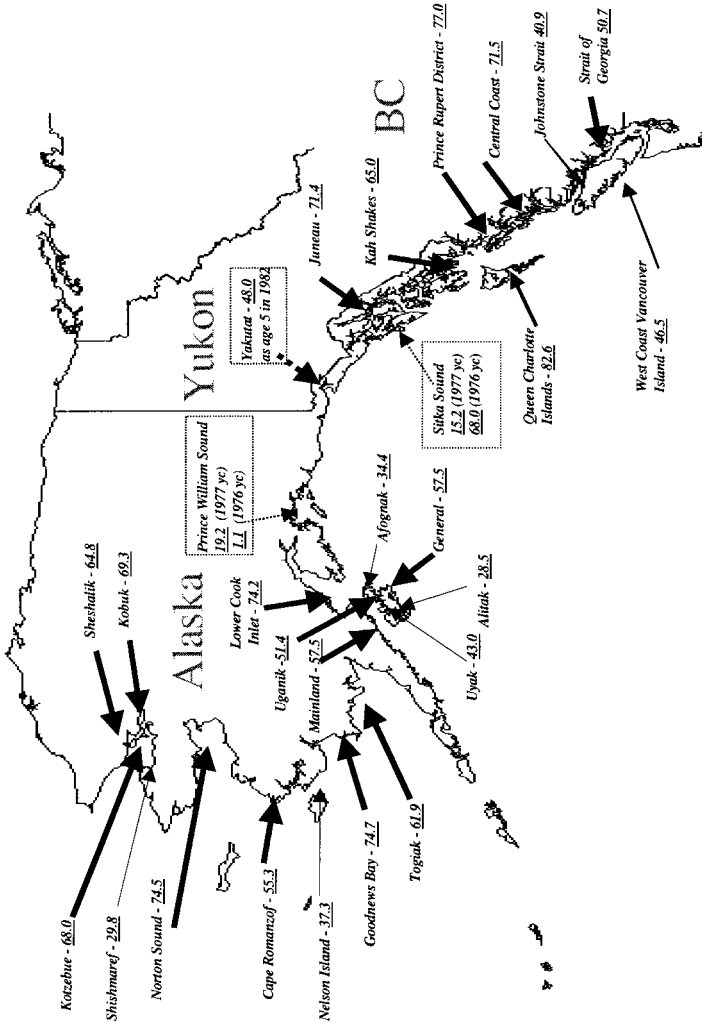 Kotzebue - 68.0
Shishmaref - 29.8
Norton Sound - 74.5
Cape Romanzof - 55.3
Nelson Island - 37.3
Goodnews Bay - 74.7
Togiak - 61.9
Sheshalik - 64.8
Kobuk - 69.3
Alaska
Lower Cook
Inlet - 74.2
Uganik -51.4
Mainland - 57.5
Uyak - 43.0
Alitak - 28.5
General - 57.5
Afognak - 34.4
Prince William Sound
19.2 (1977 yc)
1.1 (1976 yc)
Yukon
Yakutat - 48.0
as age 5 in 1982
Sitka Sound
15.2 (1977 yc)
68.0 (1976 yc)
Juneau - 71.4
Kah Shakes - 65.0
Queen Charlotte
Islands - 82.6
BC
Prince Rupert District - 77.0
Central Coast - 71.5
Johnstone Strait 40.9
Strait of
Georgia 50.7
West Coast Vancouver
Island - 46.5